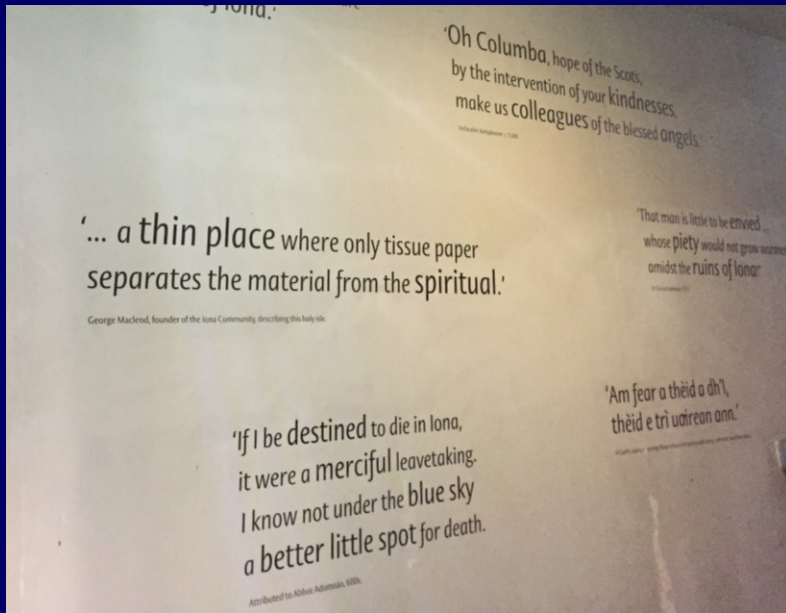 Iona.'
'Oh Columba, hope of the Scots,
by the intervention of your kindnesses,
make us colleagues of the blessed angels.'
'... a thin place where only tissue paper
separates the material from the spiritual.'
George Macleod, founder of the Iona Community, describing this holy isle.
'That man is little to be envied ...
whose piety would not grow warmer
amidst the ruins of Iona'
'Am fear a thèid a dh'Ì,
thèid e trì uairean ann.'
'If I be destined to die in Iona,
it were a merciful leavetaking.
I know not under the blue sky
a better little spot for death.
Attributed to Abbot Adomnán, 600s.